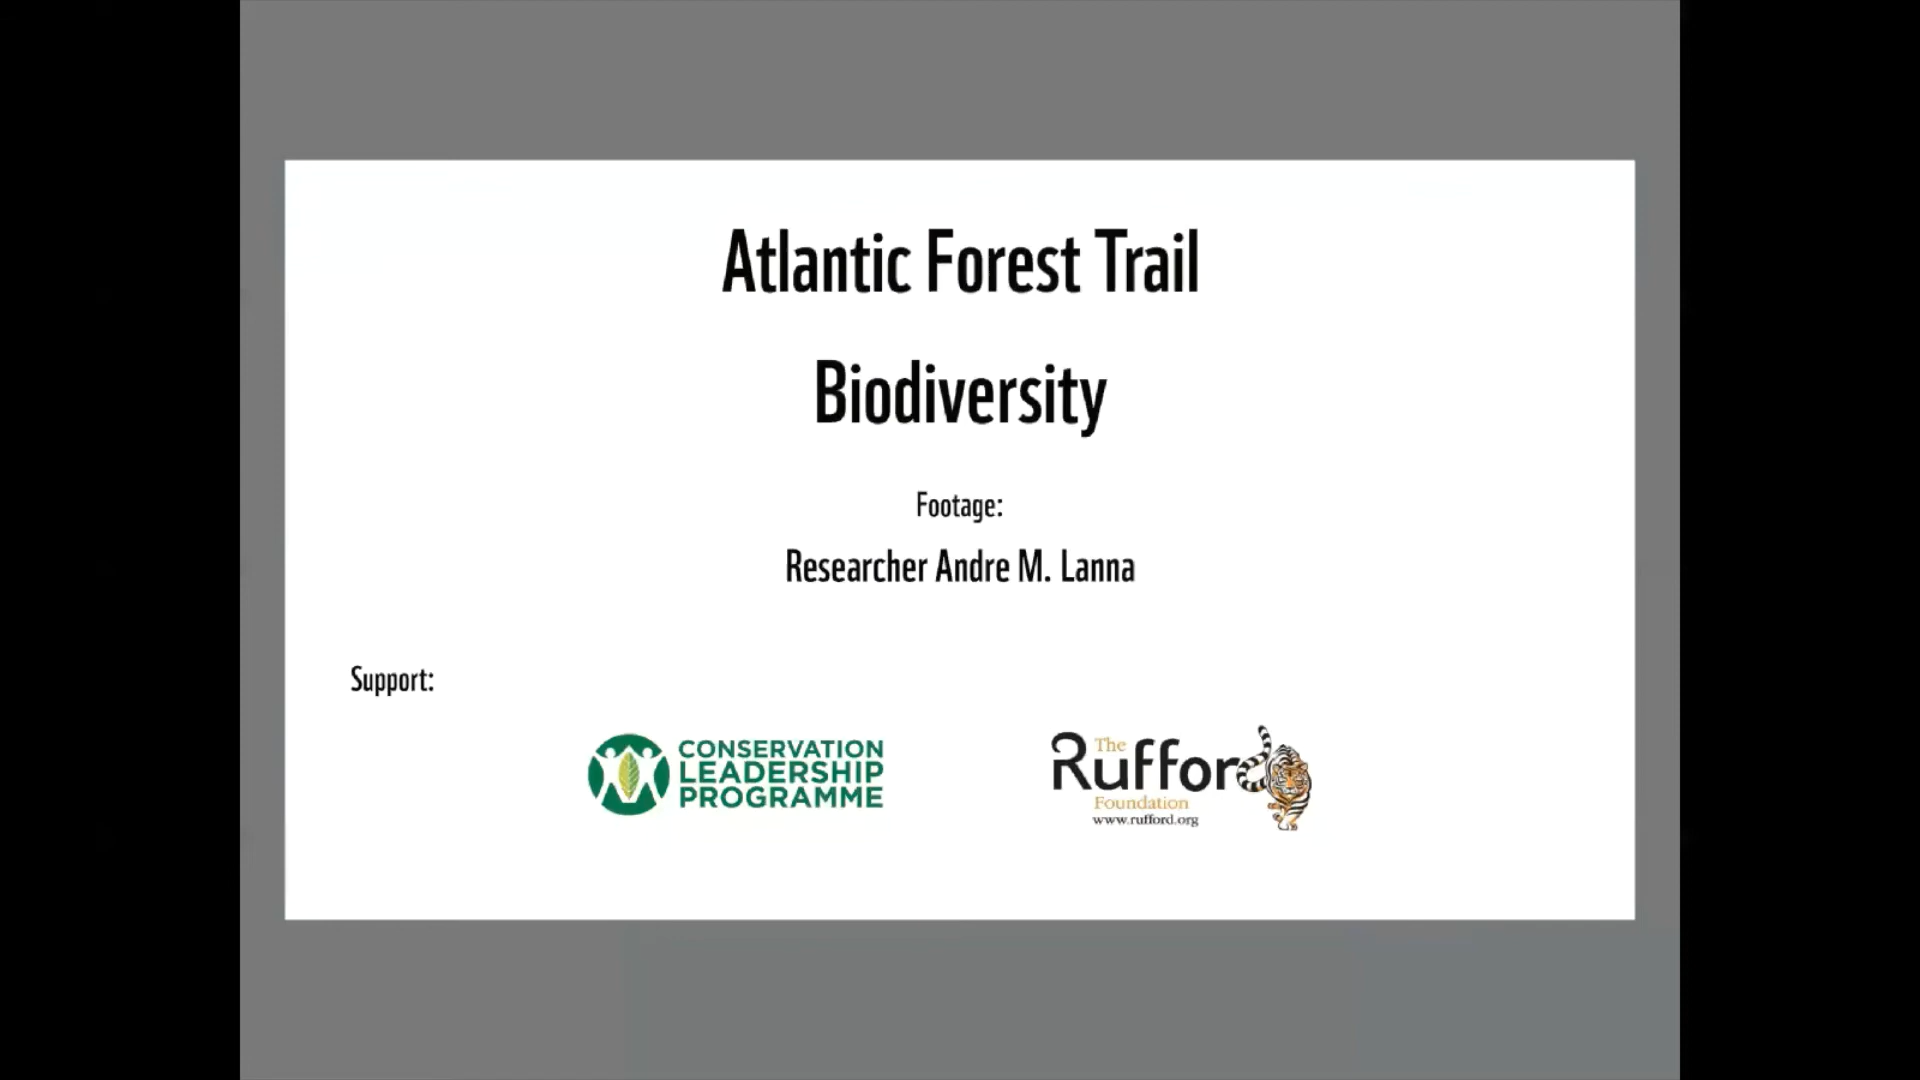 Atlantic Forest Trail
Biodiversity
Footage:
Researcher Andre M. Lanna
Support:
CONSERVATION
LEADERSHIP
PROGRAMME
The
Rufford
Foundation
www.rufford.org